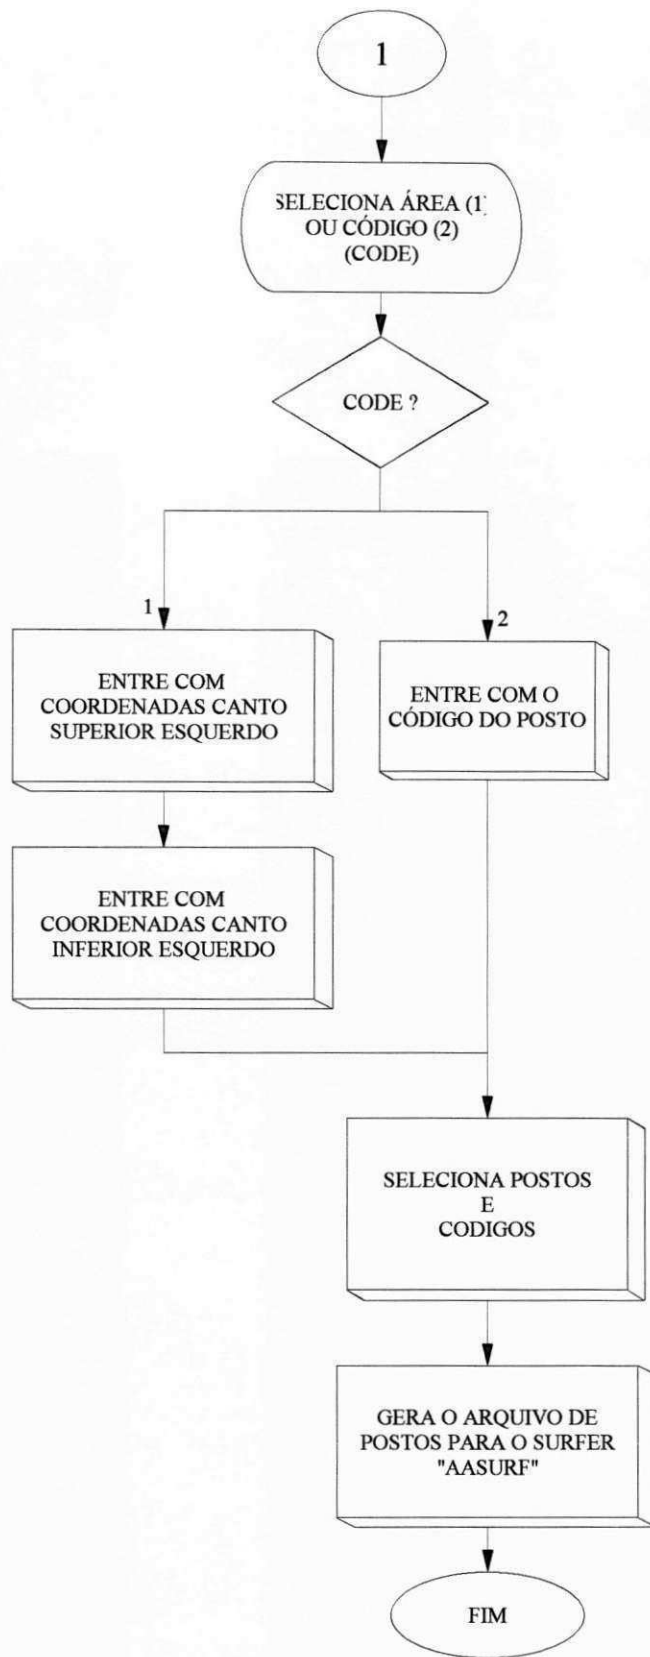 1
SELECIONA ÁREA (1)
OU CÓDIGO (2)
(CODE)
CODE ?
1
2
ENTRE COM
COORDENADAS CANTO
SUPERIOR ESQUERDO
ENTRE COM O
CÓDIGO DO POSTO
ENTRE COM
COORDENADAS CANTO
INFERIOR ESQUERDO
SELECIONA POSTOS
E
CODIGOS
GERA O ARQUIVO DE
POSTOS PARA O SURFER
"AASURF"
FIM